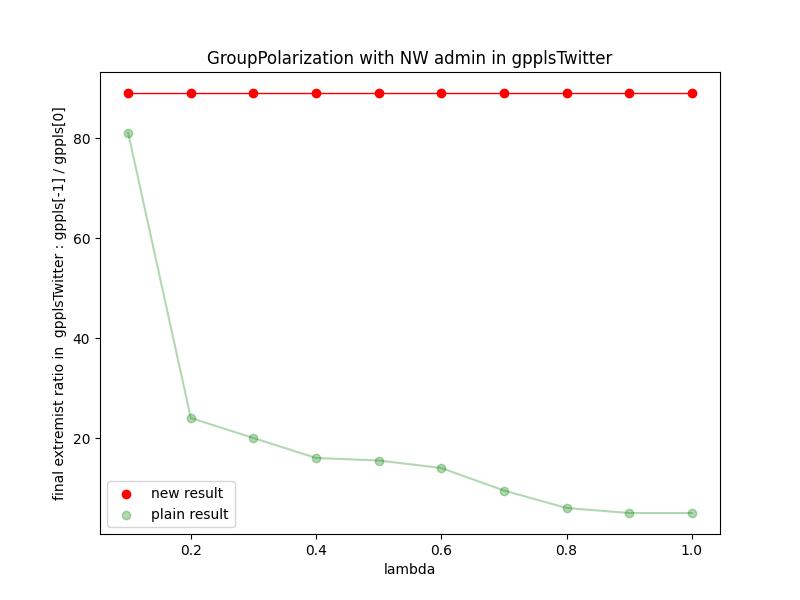 GroupPolarization with NW admin in gpplsTwitter
final extremist ratio in  gpplsTwitter : gppls[-1] / gppls[0]
80
60
40
20
new result
plain result
0.2
0.4
0.6
0.8
1.0
lambda